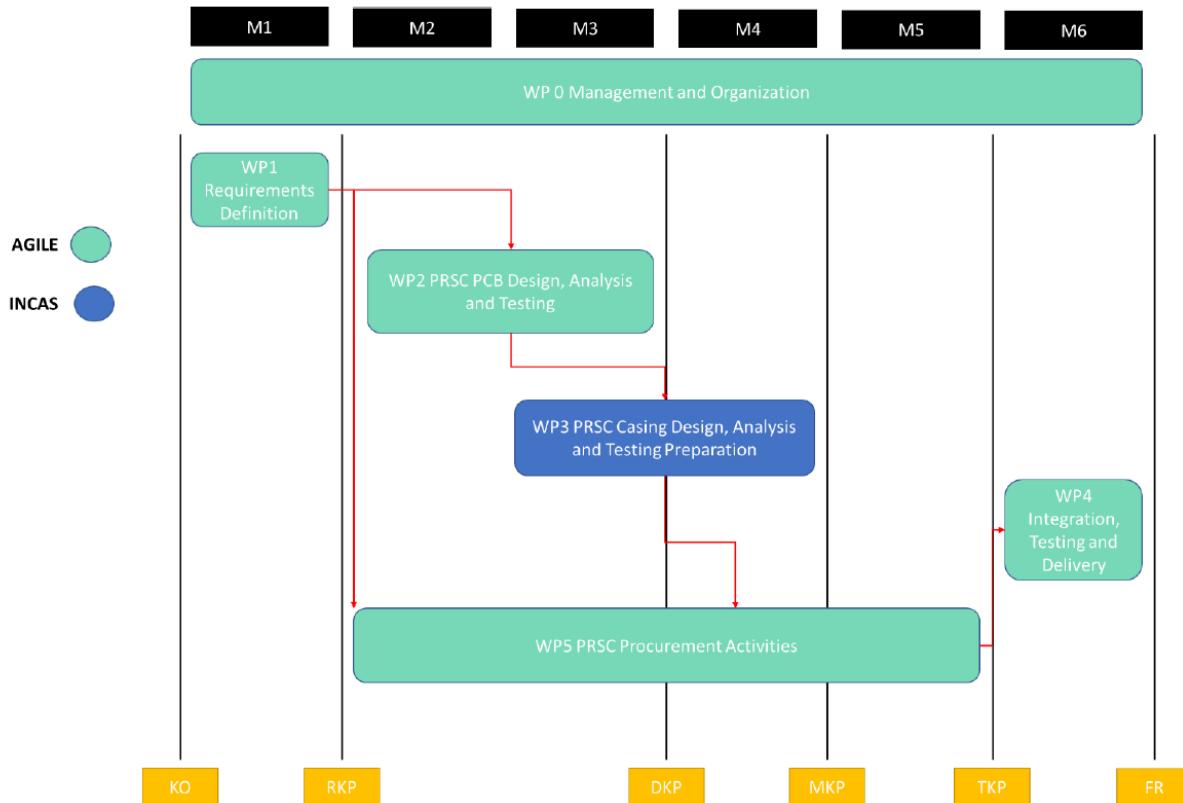 M1
M2
M3
M4
M5
M6
WP 0 Management and Organization
WP1
Requirements
Definition
AGILE
WP2 PRSC PCB Design, Analysis
and Testing
INCAS
WP3 PRSC Casing Design, Analysis
and Testing Preparation
WP4
Integration,
Testing and
Delivery
WP5 PRSC Procurement Activities
KO
RKP
DKP
MKP
TKP
FR